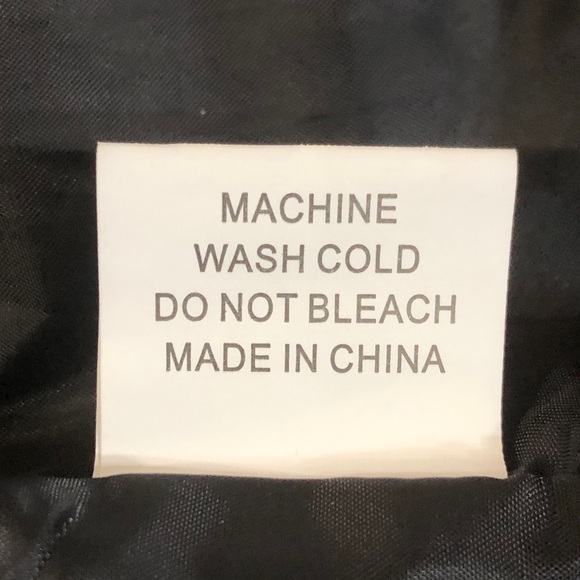 MACHINE
WASH COLD
DO NOT BLEACH
MADE IN CHINA